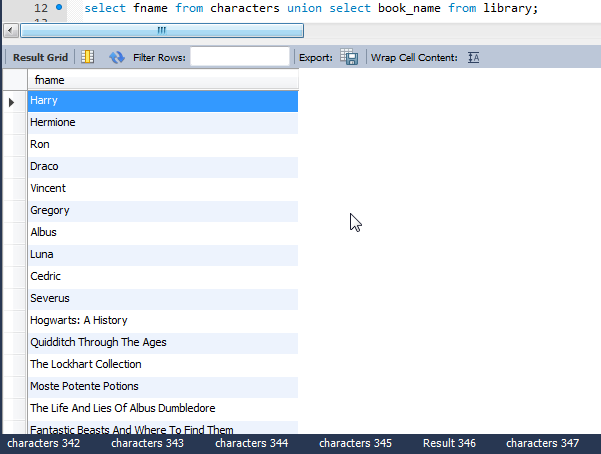 12 select fname from characters union select book_name from library;
Result Grid Filter Rows: Export: Wrap Cell Content:
fname
Harry
Hermione
Ron
Draco
Vincent
Gregory
Albus
Luna
Cedric
Severus
Hogwarts: A History
Quidditch Through The Ages
The Lockhart Collection
Moste Potente Potions
The Life And Lies Of Albus Dumbledore
Fantastic Beasts And Where To Find Them
characters 342 characters 343 characters 344 characters 345 Result 346 characters 347